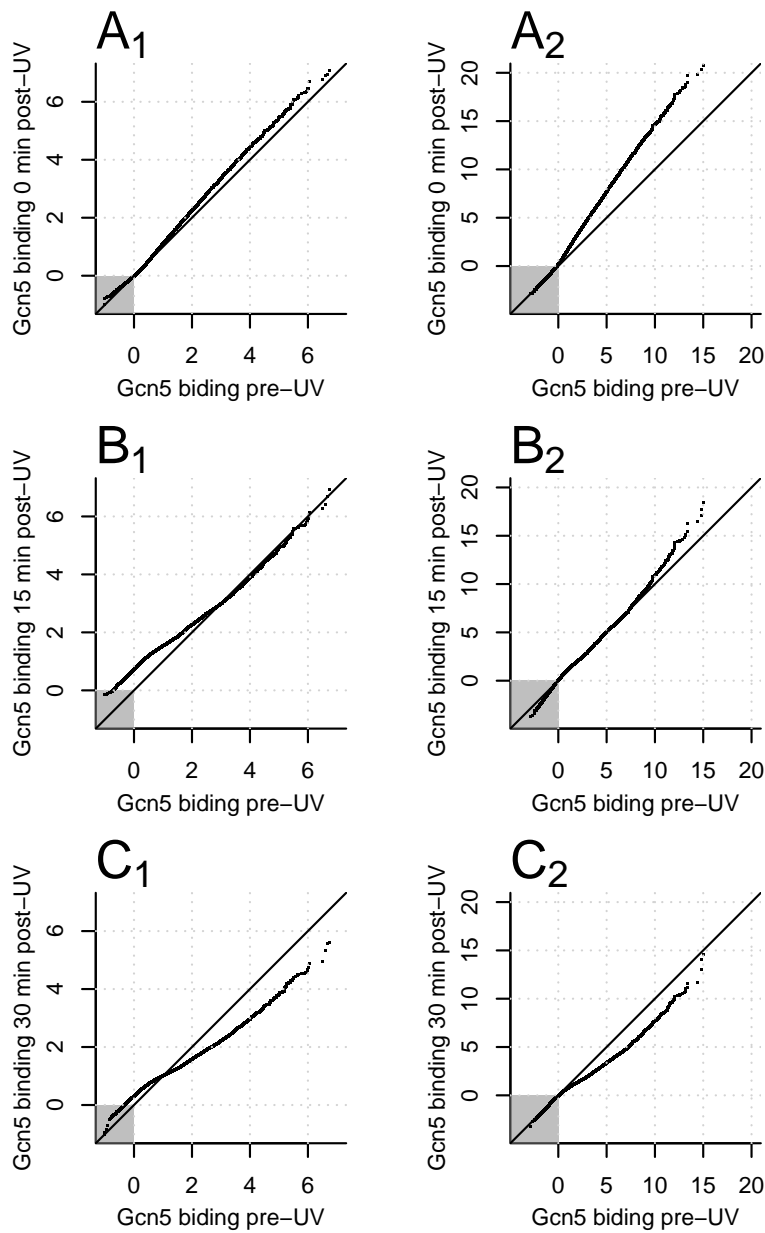 A1
Gcn5 binding 0 min post−UV
6
4
2
0
0 2 4 6
Gcn5 biding pre−UV
A2
Gcn5 binding 0 min post−UV
20
15
10
5
0
0 5 10 15 20
Gcn5 biding pre−UV
B1
Gcn5 binding 15 min post−UV
6
4
2
0
0 2 4 6
Gcn5 biding pre−UV
B2
Gcn5 binding 15 min post−UV
20
15
10
5
0
0 5 10 15 20
Gcn5 biding pre−UV
C1
Gcn5 binding 30 min post−UV
6
4
2
0
0 2 4 6
Gcn5 biding pre−UV
C2
Gcn5 binding 30 min post−UV
20
15
10
5
0
0 5 10 15 20
Gcn5 biding pre−UV